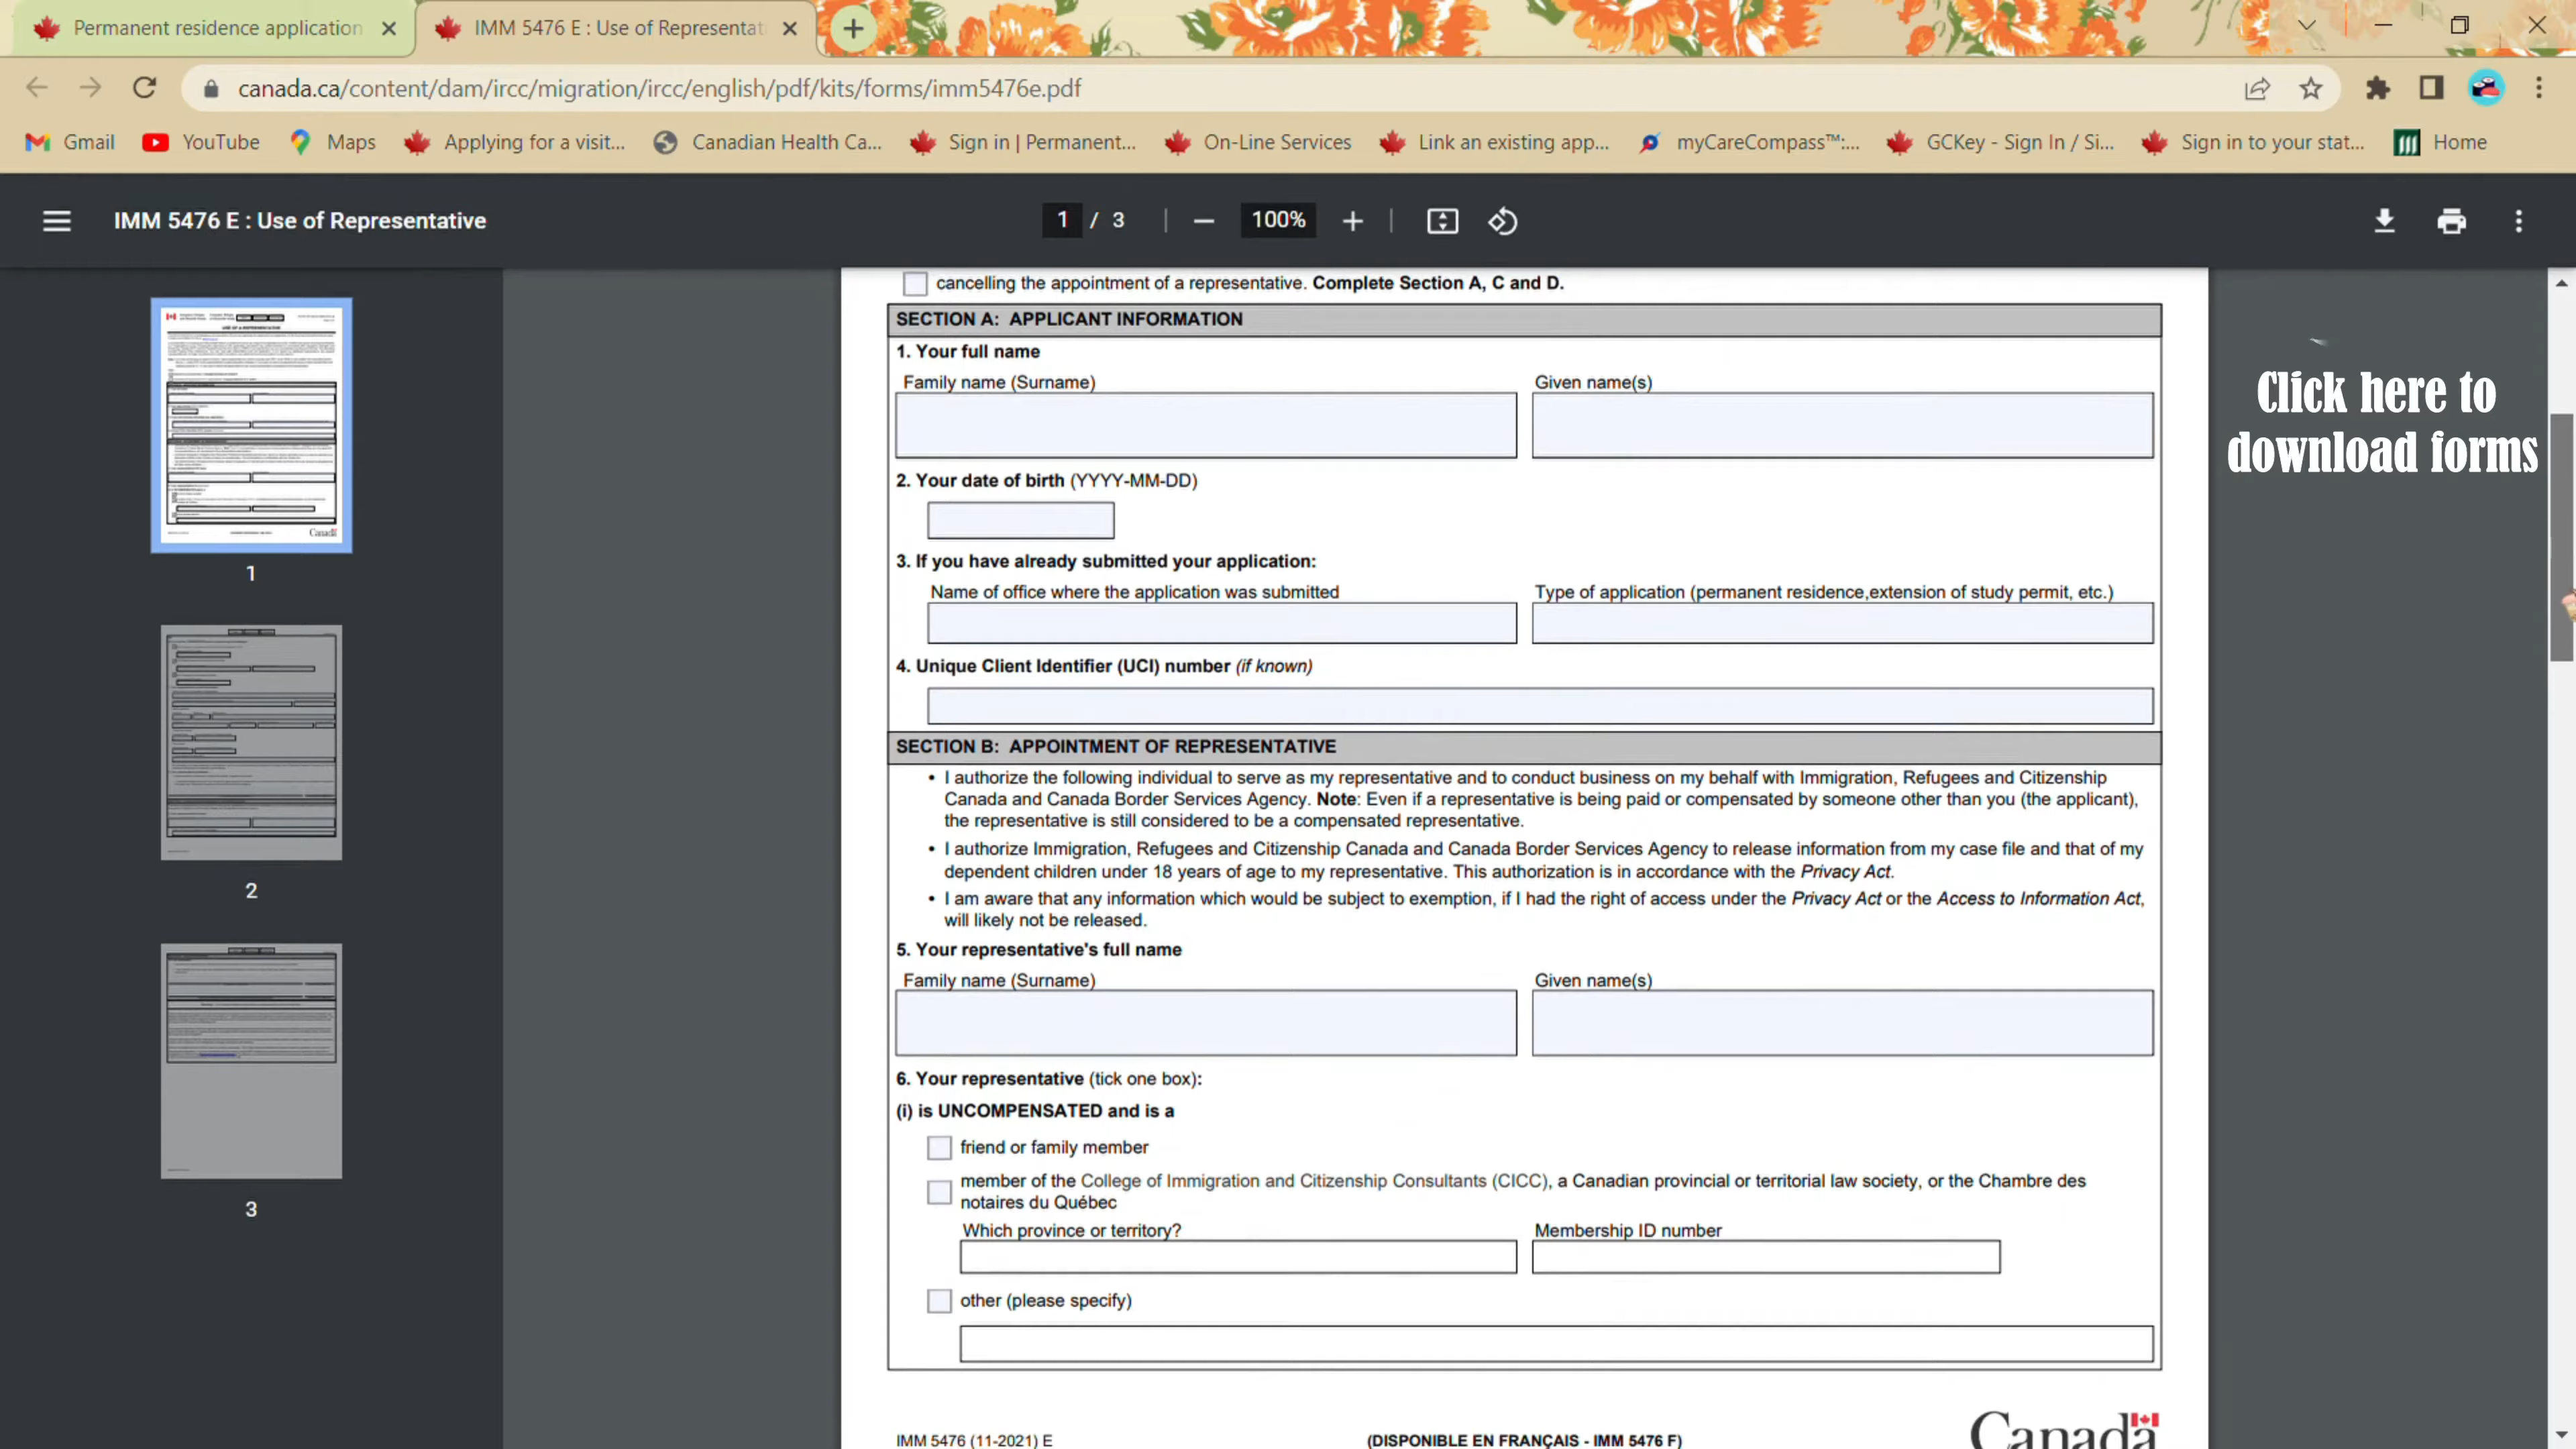 Permanent residence application
IMM 5476 E : Use of Representat
canada.ca/content/dam/ircc/migration/ircc/english/pdf/kits/forms/imm5476e.pdf
Gmail YouTube Maps Applying for a visit... Canadian Health Ca... Sign in | Permanent... On-Line Services Link an existing app... myCareCompass™:... GCKey - Sign In / Si... Sign in to your stat... Home
IMM 5476 E : Use of Representative
1 / 3 100%
cancelling the appointment of a representative. Complete Section A, C and D.
SECTION A: APPLICANT INFORMATION
1. Your full name
Family name (Surname) Given name(s)
Click here to
download forms
2. Your date of birth (YYYY-MM-DD)
3. If you have already submitted your application:
Name of office where the application was submitted Type of application (permanent residence,extension of study permit, etc.)
4. Unique Client Identifier (UCI) number (if known)
SECTION B: APPOINTMENT OF REPRESENTATIVE
• I authorize the following individual to serve as my representative and to conduct business on my behalf with Immigration, Refugees and Citizenship
Canada and Canada Border Services Agency. Note: Even if a representative is being paid or compensated by someone other than you (the applicant),
the representative is still considered to be a compensated representative.
• I authorize Immigration, Refugees and Citizenship Canada and Canada Border Services Agency to release information from my case file and that of my
dependent children under 18 years of age to my representative. This authorization is in accordance with the Privacy Act.
• I am aware that any information which would be subject to exemption, if I had the right of access under the Privacy Act or the Access to Information Act,
will likely not be released.
5. Your representative's full name
Family name (Surname) Given name(s)
6. Your representative (tick one box):
(i) is UNCOMPENSATED and is a
friend or family member
member of the College of Immigration and Citizenship Consultants (CICC), a Canadian provincial or territorial law society, or the Chambre des
notaires du Québec
Which province or territory? Membership ID number
other (please specify)
IMM 5476 (11-2021) E (DISPONIBLE EN FRANÇAIS - IMM 5476 F) Canada
1
2
3